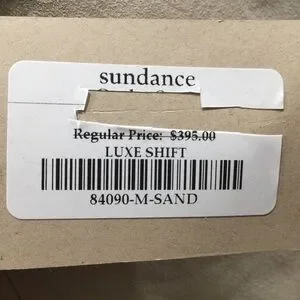 sundance
Regular Price: $395.00
LUXE SHIFT
84090-M-SAND